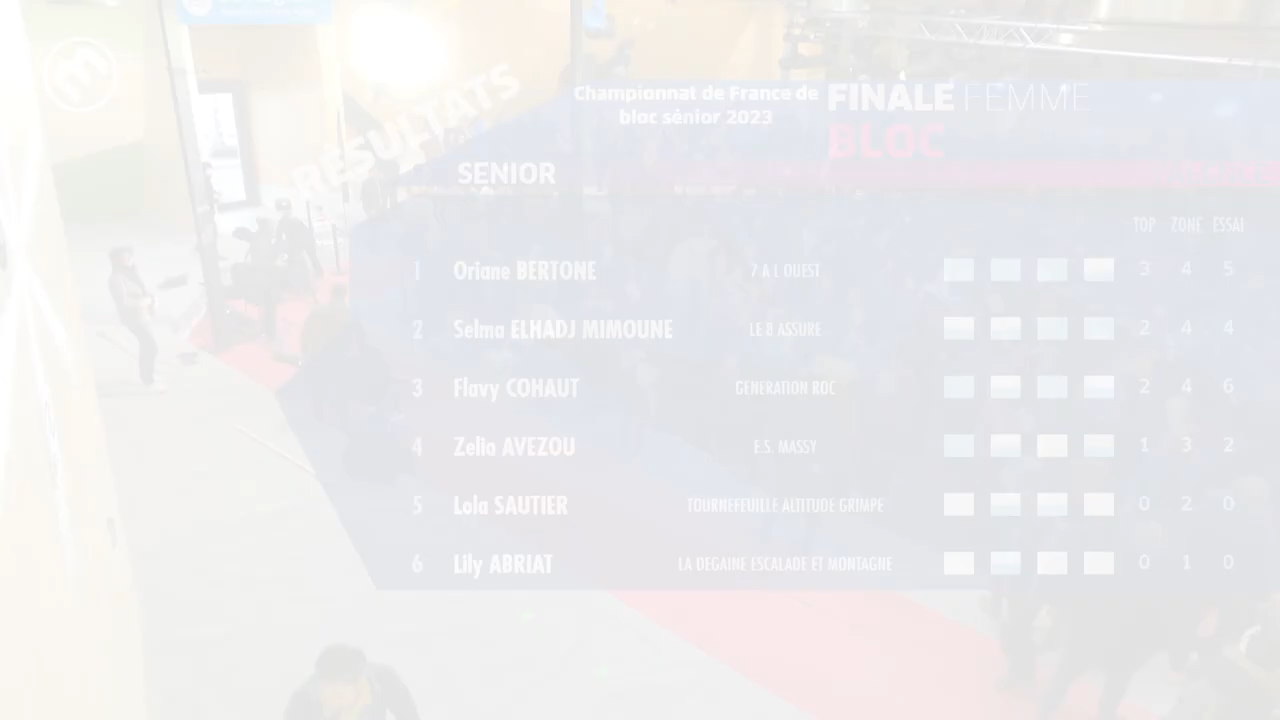 RÉSULTATS
Championnat de France de
bloc sénior 2023
FINALE FEMME
BLOC
SENIOR
TOP ZONE ESSAI
1 Oriane BERTONE 7 A L OUEST 3 4 5
2 Selma ELHADJ MIMOUNE LE 8 ASSURE 2 4 4
3 Flavy COHAUT GENERATION ROC 2 4 6
4 Zelia AVEZOU E.S. MASSY 1 3 2
5 Lola SAUTIER TOURNEFEUILLE ALTITUDE GRIMPE 0 2 0
6 Lily ABRIAT LA DEGAINE ESCALADE ET MONTAGNE 0 1 0